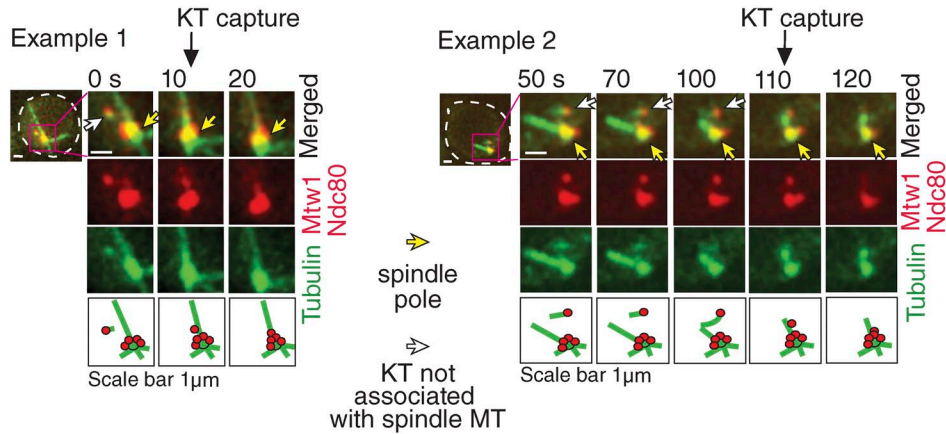 KT capture
Example 1
0 s 10 20
Merged
Mtw1
Ndc80
Tubulin
Scale bar 1µm
spindle
pole
KT not
associated
with spindle MT
KT capture
Example 2
50 s 70 100 110 120
Merged
Mtw1
Ndc80
Tubulin
Scale bar 1µm